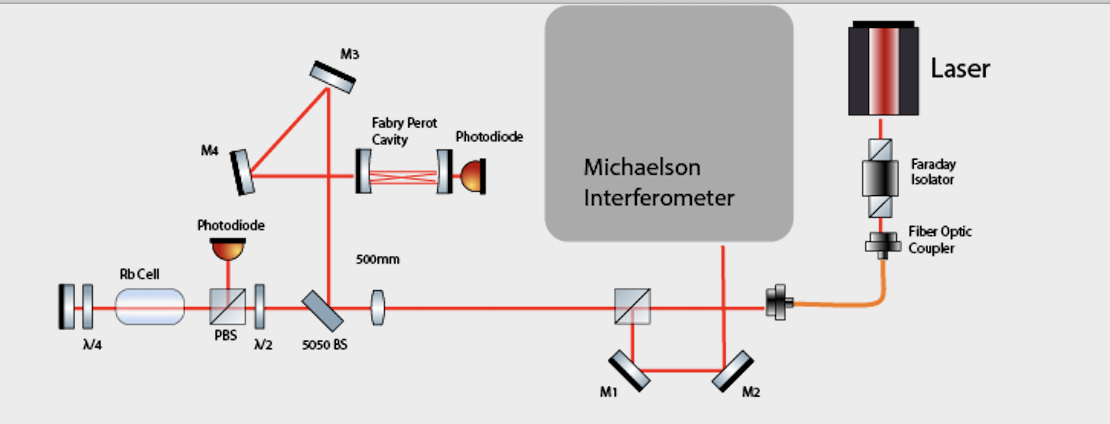 M3
Laser
Fabry Perot
Cavity
Photodiode
M4
Michaelson
Interferometer
Faraday
Isolator
Photodiode
Fiber Optic
Coupler
Rb Cell
500mm
λ/4
PBS
λ/2
5050 BS
M1
M2